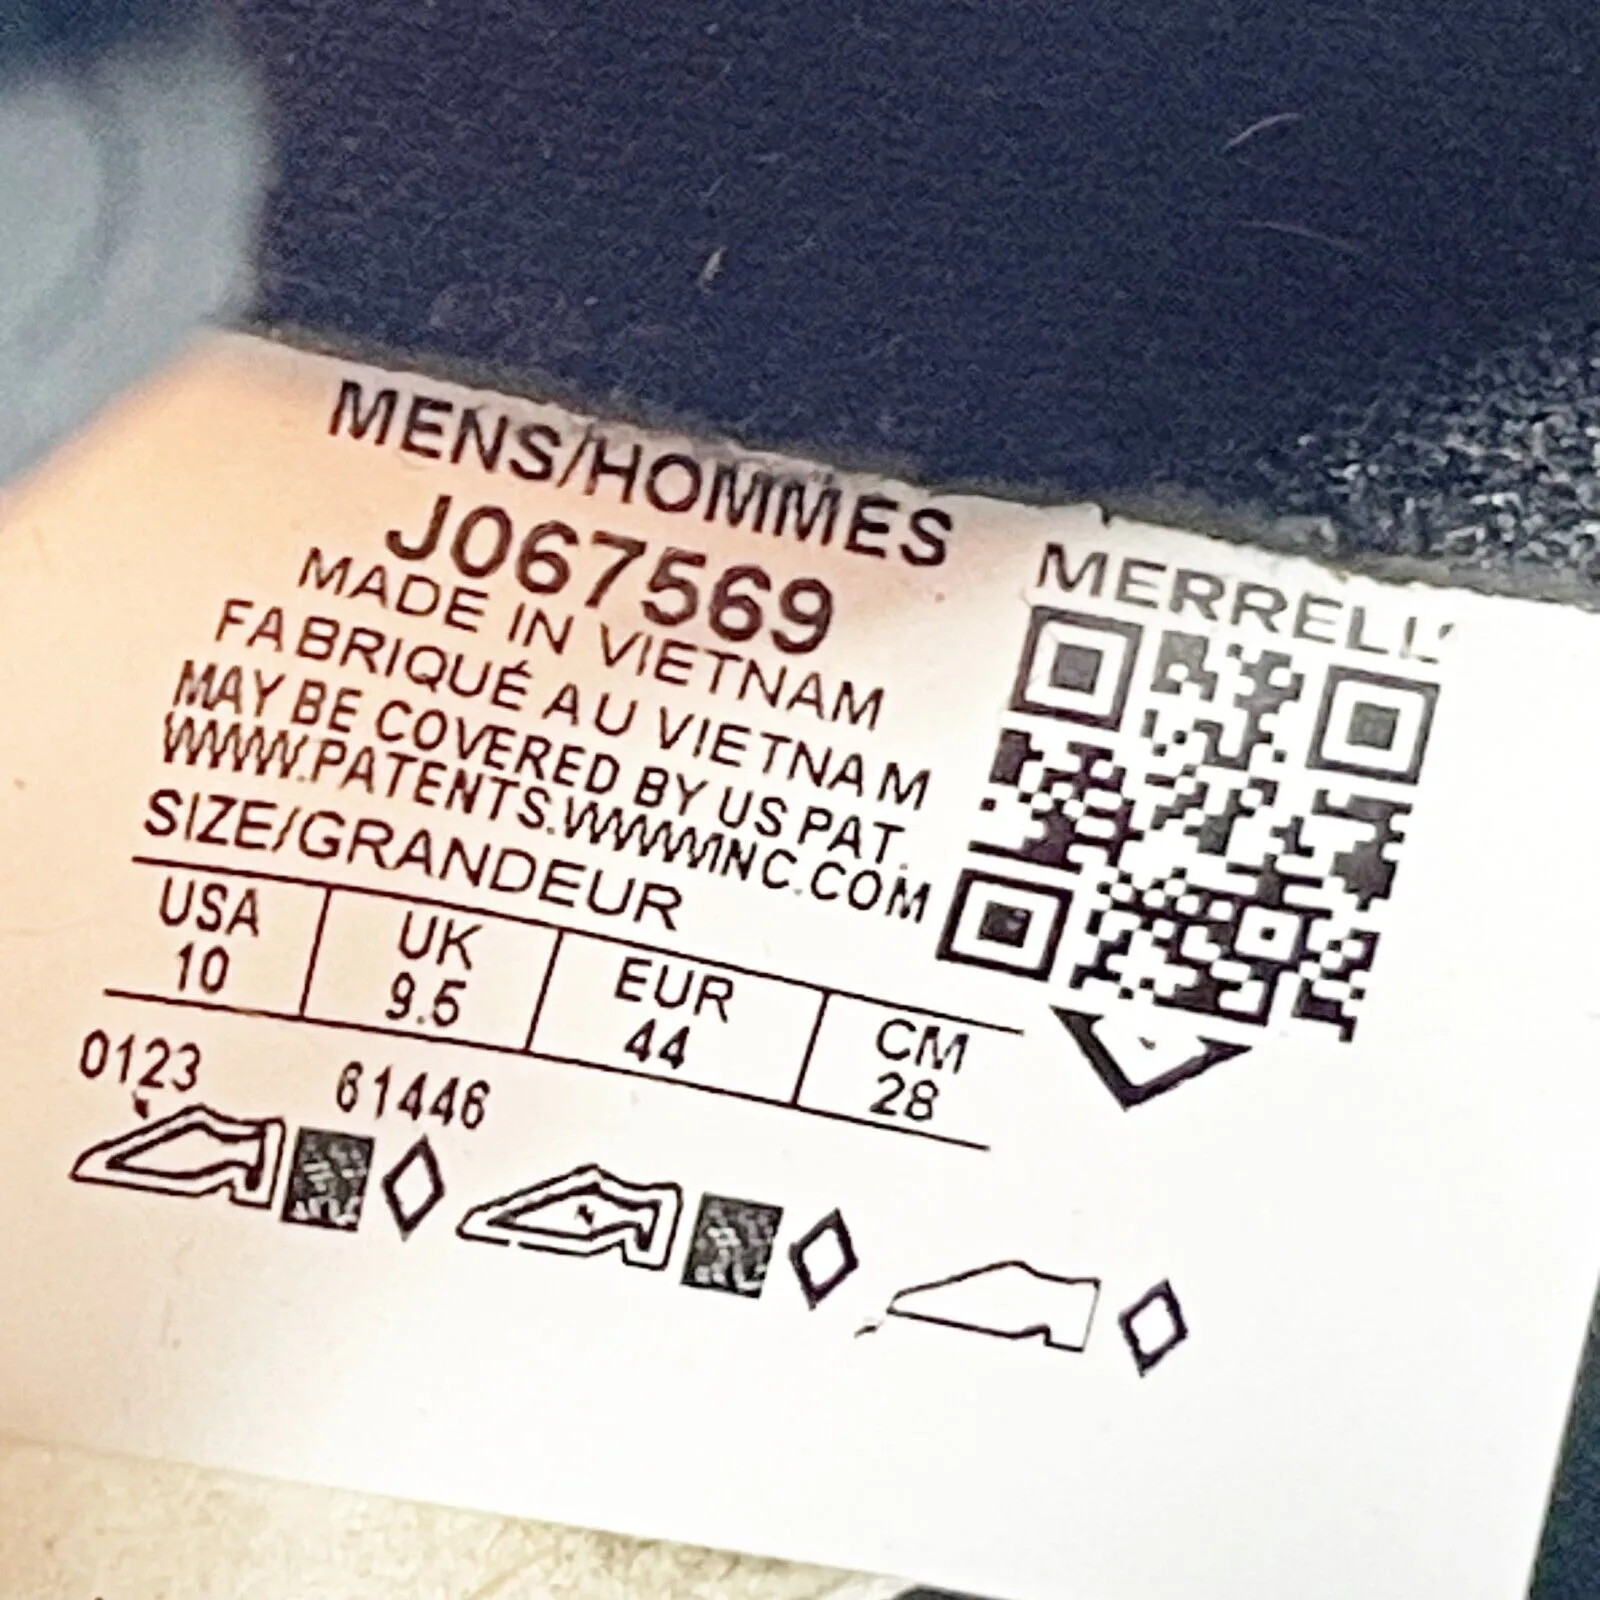 MENS/HOMMES
J067569
MADE IN VIETNAM
FABRIQUÉ AU VIETNAM
MAY BE COVERED BY US PAT.
WWW.PATENTS.WWWINC.COM
SIZE/GRANDEUR
USA UK EUR CM
10 9.5 44 28
0123 61446
MERRELL